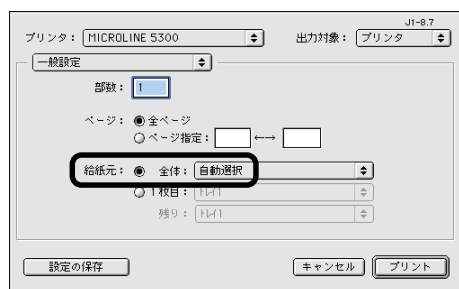 J1-8.7
プリンタ： MICROLINE 5300 出力対象： プリンタ
一般設定
部数： 1
ページ： 全ページ
ページ指定： ←→
給紙元： 全体： 自動選択
1 枚目： トレイ1
残り： トレイ1
設定の保存 キャンセル プリント